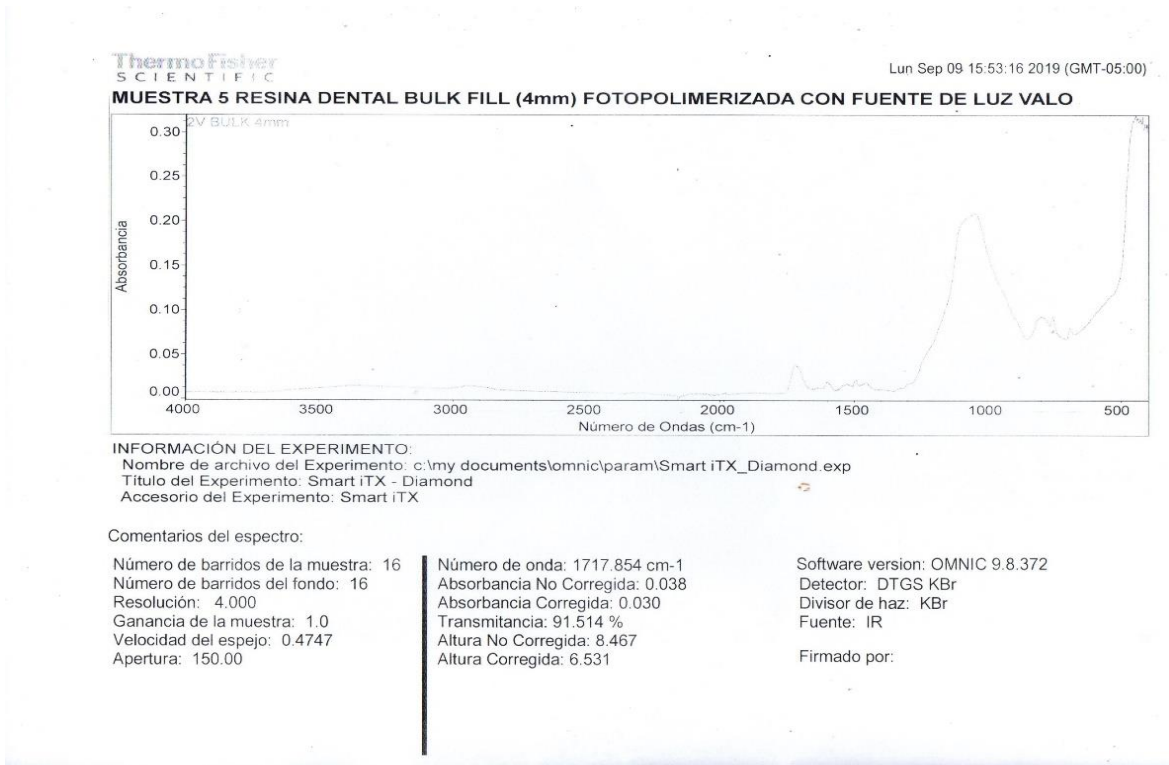 ThermoFisher
SCIENTIFIC
Lun Sep 09 15:53:16 2019 (GMT-05:00)
MUESTRA 5 RESINA DENTAL BULK FILL (4mm) FOTOPOLIMERIZADA CON FUENTE DE LUZ VALO
2V BULK 4mm
0.30
0.25
0.20
0.15
0.10
0.05
0.00
Absorbancia
4000 3500 3000 2500 2000 1500 1000 500
Número de Ondas (cm-1)
INFORMACIÓN DEL EXPERIMENTO:
Nombre de archivo del Experimento: c:\my documents\omnic\param\Smart iTX_Diamond.exp
Título del Experimento: Smart iTX - Diamond
Accesorio del Experimento: Smart iTX
Comentarios del espectro:
Número de barridos de la muestra: 16
Número de barridos del fondo: 16
Resolución: 4.000
Ganancia de la muestra: 1.0
Velocidad del espejo: 0.4747
Apertura: 150.00
Número de onda: 1717.854 cm-1
Absorbancia No Corregida: 0.038
Absorbancia Corregida: 0.030
Transmitancia: 91.514 %
Altura No Corregida: 8.467
Altura Corregida: 6.531
Software version: OMNIC 9.8.372
Detector: DTGS KBr
Divisor de haz: KBr
Fuente: IR
Firmado por: